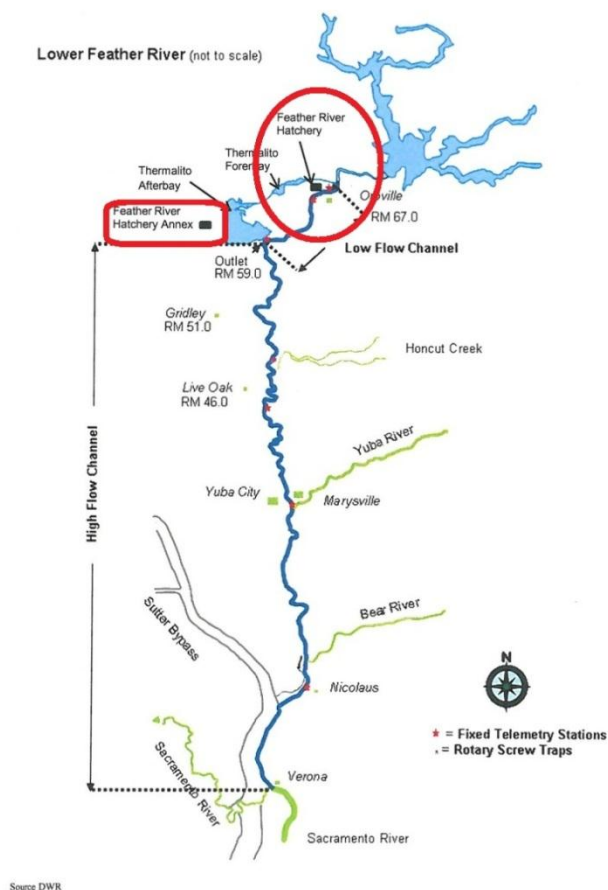 Lower Feather River (not to scale)
Feather River
Hatchery
Thermalito
Forebay
Thermalito
Afterbay
Oroville
RM 67.0
Feather River
Hatchery Annex
Low Flow Channel
Outlet
RM 59.0
Gridley
RM 51.0
Honcut Creek
Live Oak
RM 46.0
Yuba River
High Flow Channel
Yuba City
Marysville
Sutter Bypass
Bear River
N
Nicolaus
= Fixed Telemetry Stations
= Rotary Screw Traps
Sacramento River
Verona
Sacramento River
Source DWR